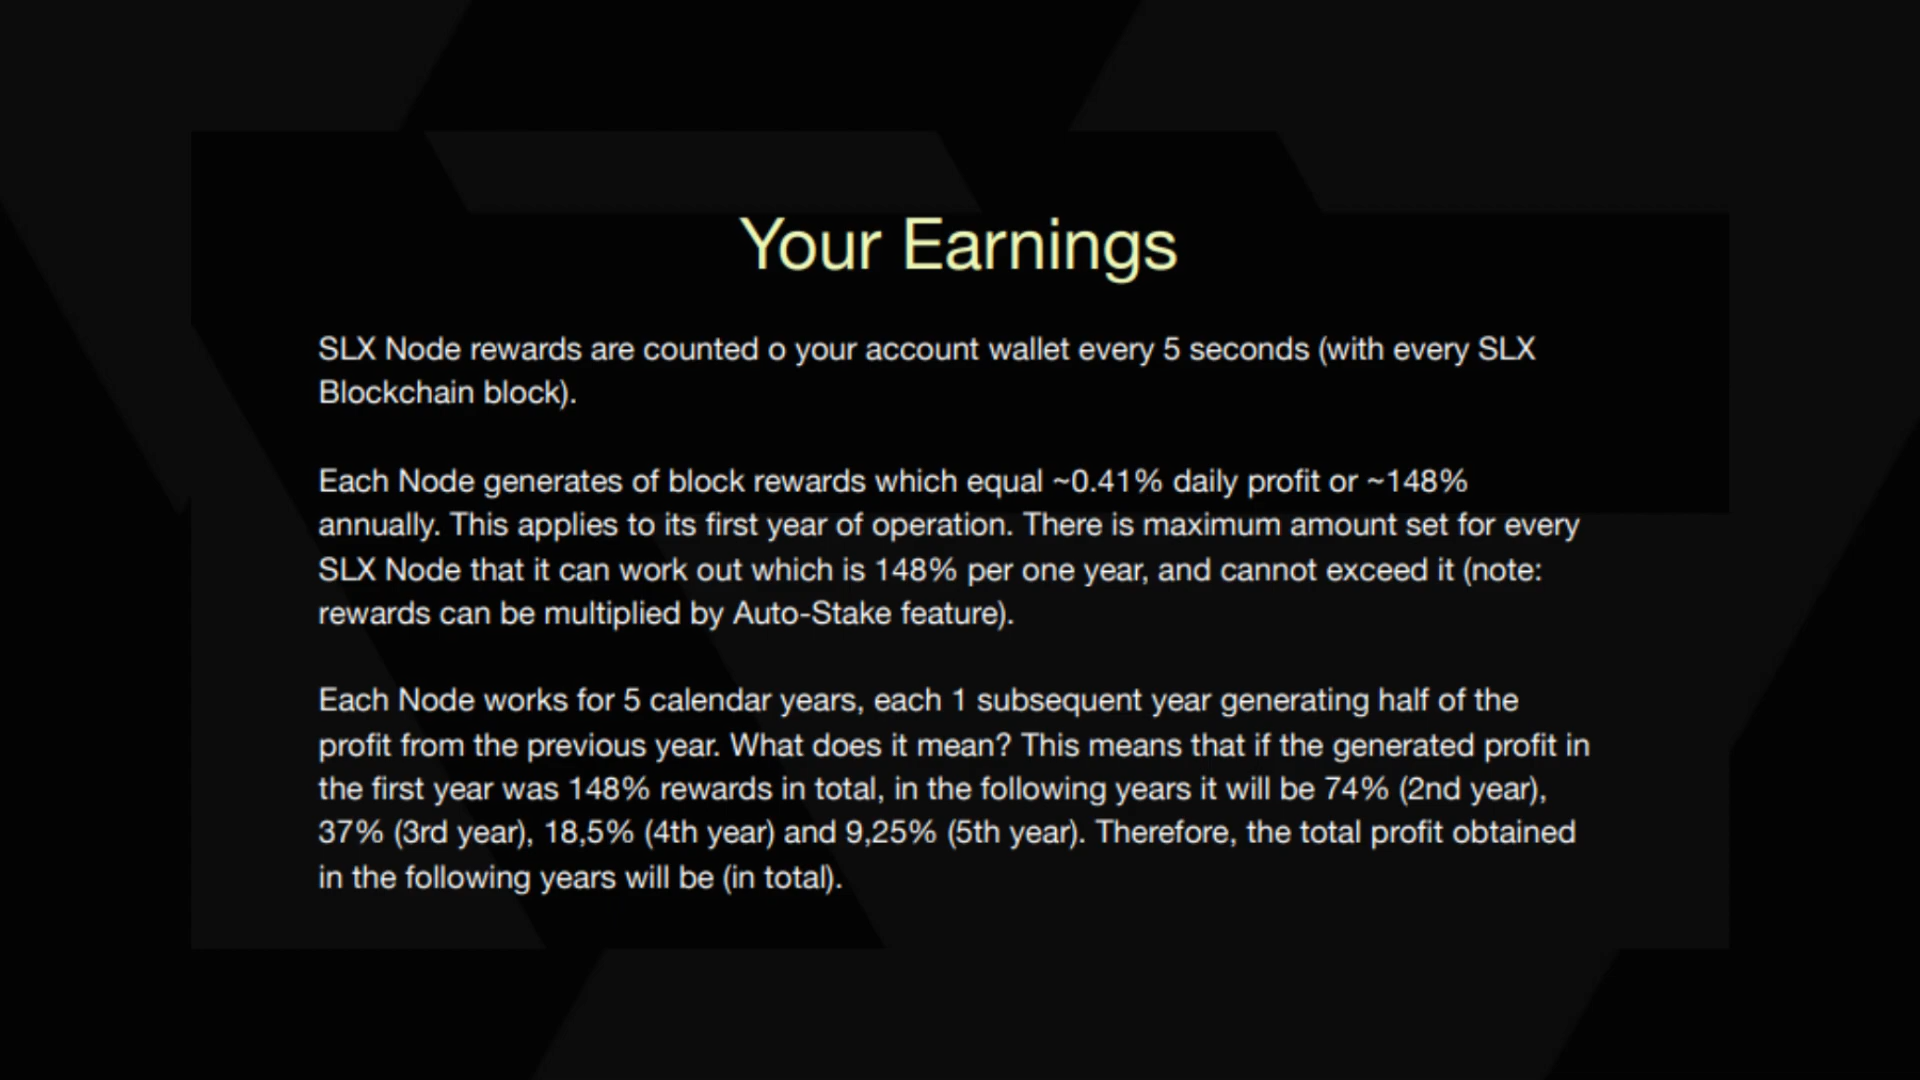 Your Earnings
SLX Node rewards are counted o your account wallet every 5 seconds (with every SLX
Blockchain block).
Each Node generates of block rewards which equal ~0.41% daily profit or ~148%
annually. This applies to its first year of operation. There is maximum amount set for every
SLX Node that it can work out which is 148% per one year, and cannot exceed it (note:
rewards can be multiplied by Auto-Stake feature).
Each Node works for 5 calendar years, each 1 subsequent year generating half of the
profit from the previous year. What does it mean? This means that if the generated profit in
the first year was 148% rewards in total, in the following years it will be 74% (2nd year),
37% (3rd year), 18,5% (4th year) and 9,25% (5th year). Therefore, the total profit obtained
in the following years will be (in total).